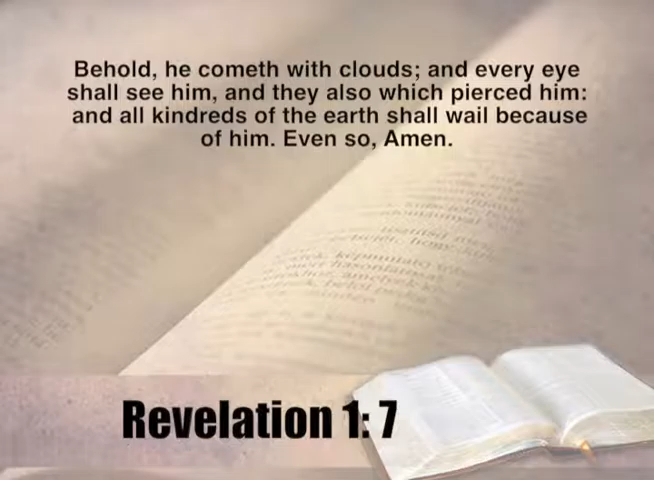 Behold, he cometh with clouds; and every eye
shall see him, and they also which pierced him:
and all kindreds of the earth shall wail because
of him. Even so, Amen.
Revelation 1: 7